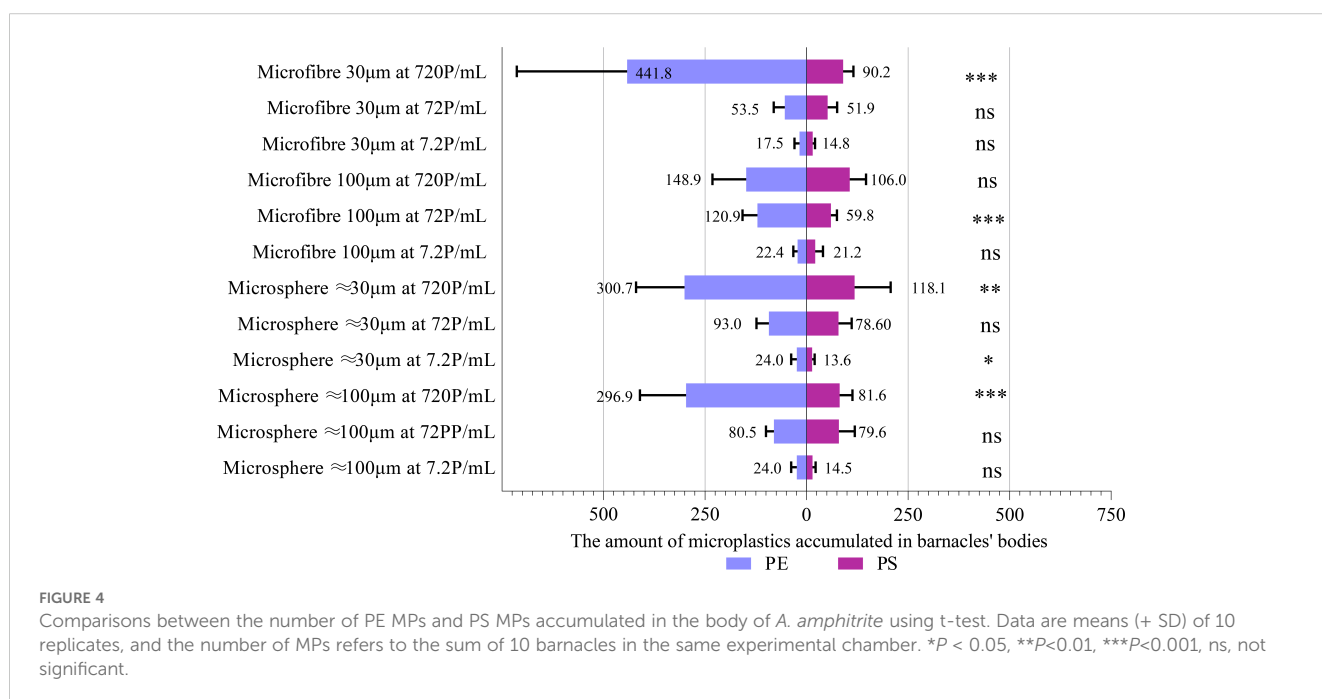 Microfibre 30μm at 720P/mL 441.8 90.2 ***
Microfibre 30μm at 72P/mL 53.5 51.9 ns
Microfibre 30μm at 7.2P/mL 17.5 14.8 ns
Microfibre 100μm at 720P/mL 148.9 106.0 ns
Microfibre 100μm at 72P/mL 120.9 59.8 ***
Microfibre 100μm at 7.2P/mL 22.4 21.2 ns
Microsphere ≈30μm at 720P/mL 300.7 118.1 **
Microsphere ≈30μm at 72P/mL 93.0 78.60 ns
Microsphere ≈30μm at 7.2P/mL 24.0 13.6 *
Microsphere ≈100μm at 720P/mL 296.9 81.6 ***
Microsphere ≈100μm at 72PP/mL 80.5 79.6 ns
Microsphere ≈100μm at 7.2P/mL 24.0 14.5 ns
500 250 0 250 500 750
The amount of microplastics accumulated in barnacles' bodies
PE PS
FIGURE 4
Comparisons between the number of PE MPs and PS MPs accumulated in the body of A. amphitrite using t-test. Data are means (+ SD) of 10
replicates, and the number of MPs refers to the sum of 10 barnacles in the same experimental chamber. *P < 0.05, **P<0.01, ***P<0.001, ns, not
significant.